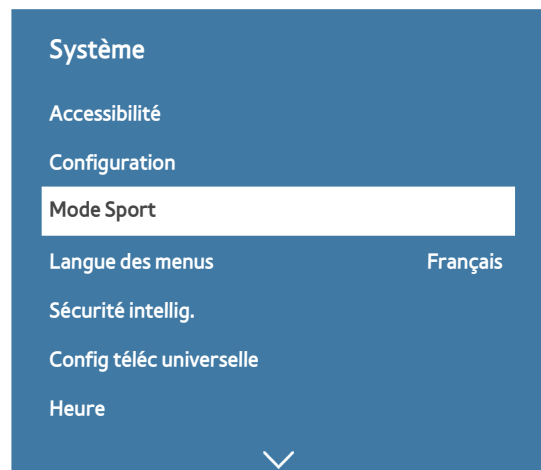 Système
Accessibilité
Configuration
Mode Sport
Langue des menus Français
Sécurité intellig.
Config téléc universelle
Heure